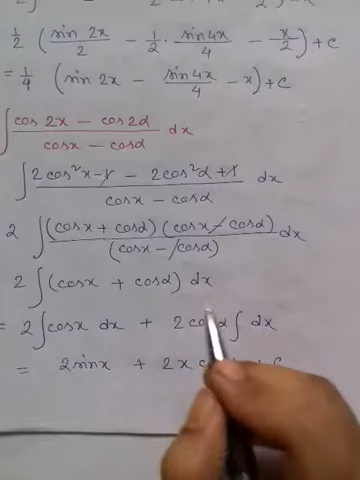 1/2 ( sin 2x/2 - 1/2 · sin 4x/4 - x/2 ) + c
= 1/4 ( sin 2x - sin 4x/4 - x ) + c
∫ (cos 2x - cos 2α)/(cos x - cos α) dx
∫ (2cos²x - 1 - 2cos²α + 1)/(cos x - cos α) dx
2 ∫ (cos x + cos α)(cos x - cos α)/(cos x - cos α) dx
2 ∫ (cos x + cos α) dx
= 2 ∫ cos x dx + 2 cos α ∫ dx
= 2 sin x + 2x + c